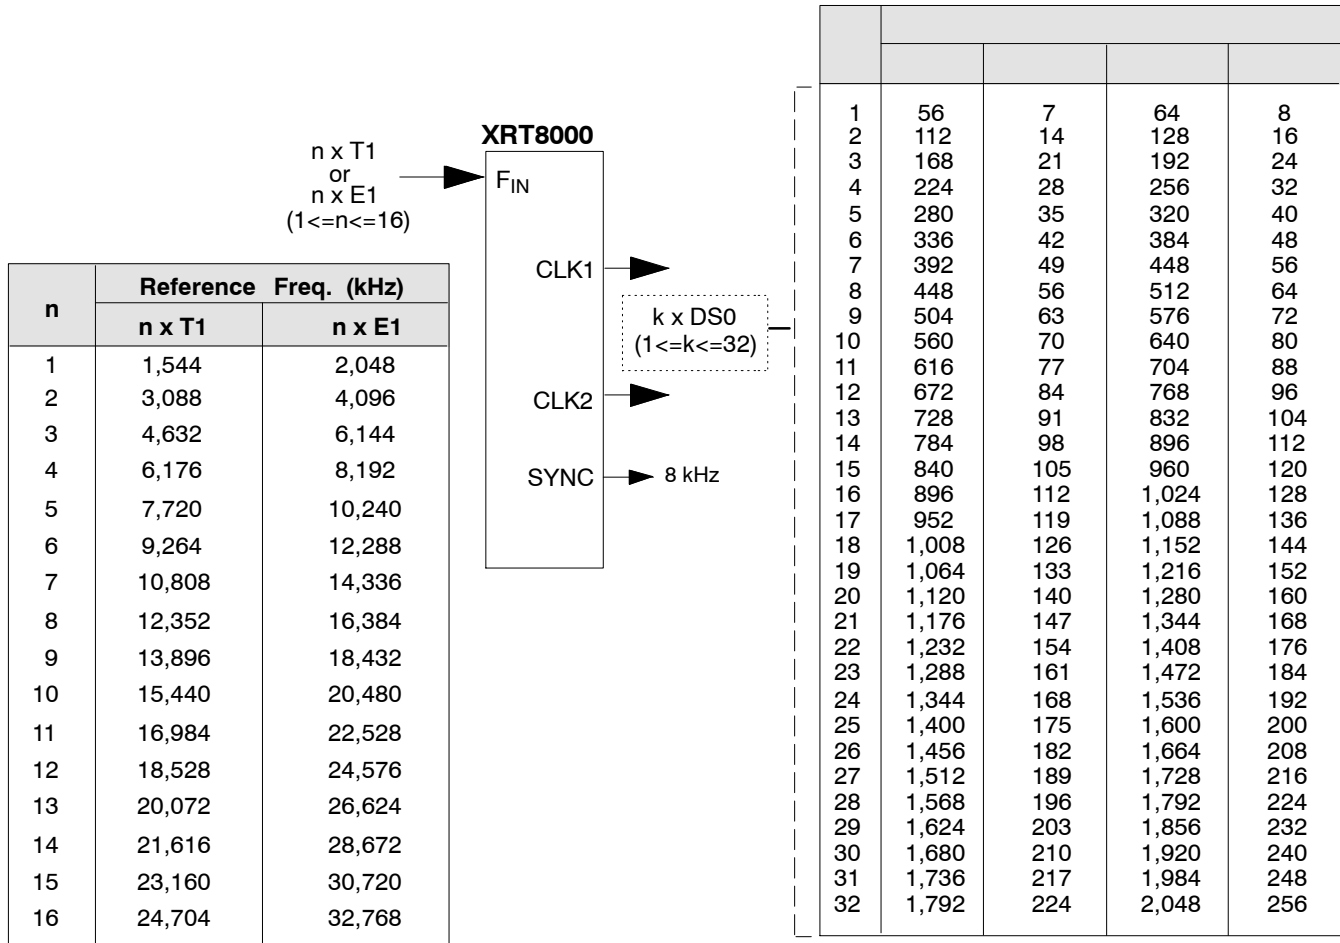 XRT8000
n x T1
or
n x E1
(1<=n<=16)
FIN
CLK1
CLK2
SYNC
8 kHz
k x DS0
(1<=k<=32)
n Reference Freq. (kHz)
n x T1 n x E1
1 1,544 2,048
2 3,088 4,096
3 4,632 6,144
4 6,176 8,192
5 7,720 10,240
6 9,264 12,288
7 10,808 14,336
8 12,352 16,384
9 13,896 18,432
10 15,440 20,480
11 16,984 22,528
12 18,528 24,576
13 20,072 26,624
14 21,616 28,672
15 23,160 30,720
16 24,704 32,768
1 56 7 64 8
2 112 14 128 16
3 168 21 192 24
4 224 28 256 32
5 280 35 320 40
6 336 42 384 48
7 392 49 448 56
8 448 56 512 64
9 504 63 576 72
10 560 70 640 80
11 616 77 704 88
12 672 84 768 96
13 728 91 832 104
14 784 98 896 112
15 840 105 960 120
16 896 112 1,024 128
17 952 119 1,088 136
18 1,008 126 1,152 144
19 1,064 133 1,216 152
20 1,120 140 1,280 160
21 1,176 147 1,344 168
22 1,232 154 1,408 176
23 1,288 161 1,472 184
24 1,344 168 1,536 192
25 1,400 175 1,600 200
26 1,456 182 1,664 208
27 1,512 189 1,728 216
28 1,568 196 1,792 224
29 1,624 203 1,856 232
30 1,680 210 1,920 240
31 1,736 217 1,984 248
32 1,792 224 2,048 256